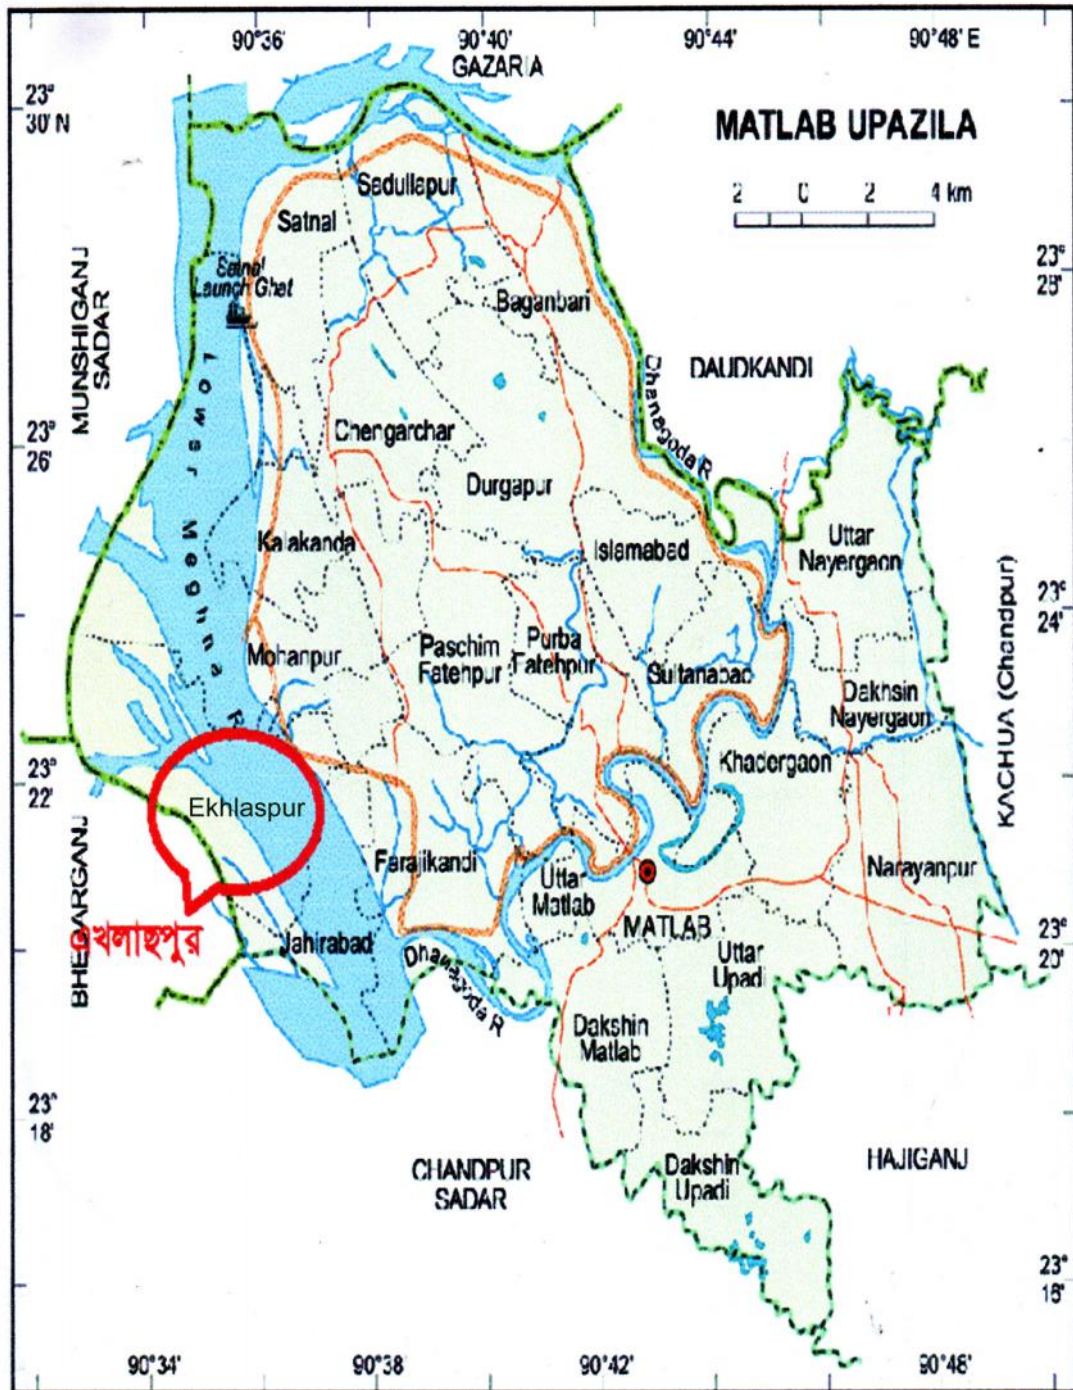 90°36'
90°40'
90°44'
90°48' E
GAZARIA
23°
30' N
MATLAB UPAZILA
2 0 2 4 km
Sadullapur
Satnal
Satnal
Launch Ghat
23°
28'
Baganbari
MUNSHIGANJ
SADAR
DAUDKANDI
Lower Meghna R
Dhanagoda R
Chengarchar
23°
26'
Durgapur
Kalakanda
Islamabad
Uttar
Nayergaon
23°
24'
Mohanpur
Paschim
Fatehpur
Purba
Fatehpur
Sultanabad
Dakhsin
Nayergaon
KACHUA (Chandpur)
23°
22'
Khadergaon
Ekhlaspur
BHEDARGANJ
Farajikandi
Uttar
Matlab
Narayanpur
এখলাছপুর
Jahirabad
MATLAB
23°
20'
Dhanagoda R
Uttar
Upadi
Dakshin
Matlab
23°
18'
CHANDPUR
SADAR
Dakshin
Upadi
HAJIGANJ
23°
16'
90°34'
90°38'
90°42'
90°46'